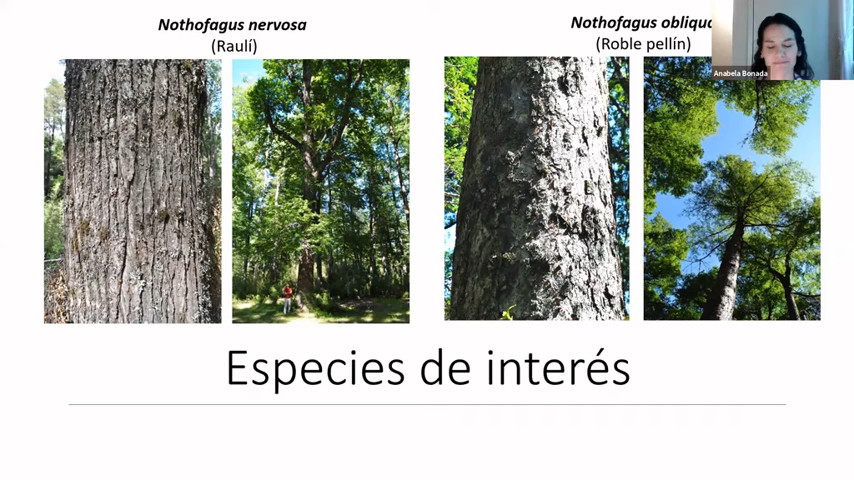 Nothofagus nervosa
(Raulí)
Nothofagus obliqua
(Roble pellín)
Anabela Bonada
Especies de interés